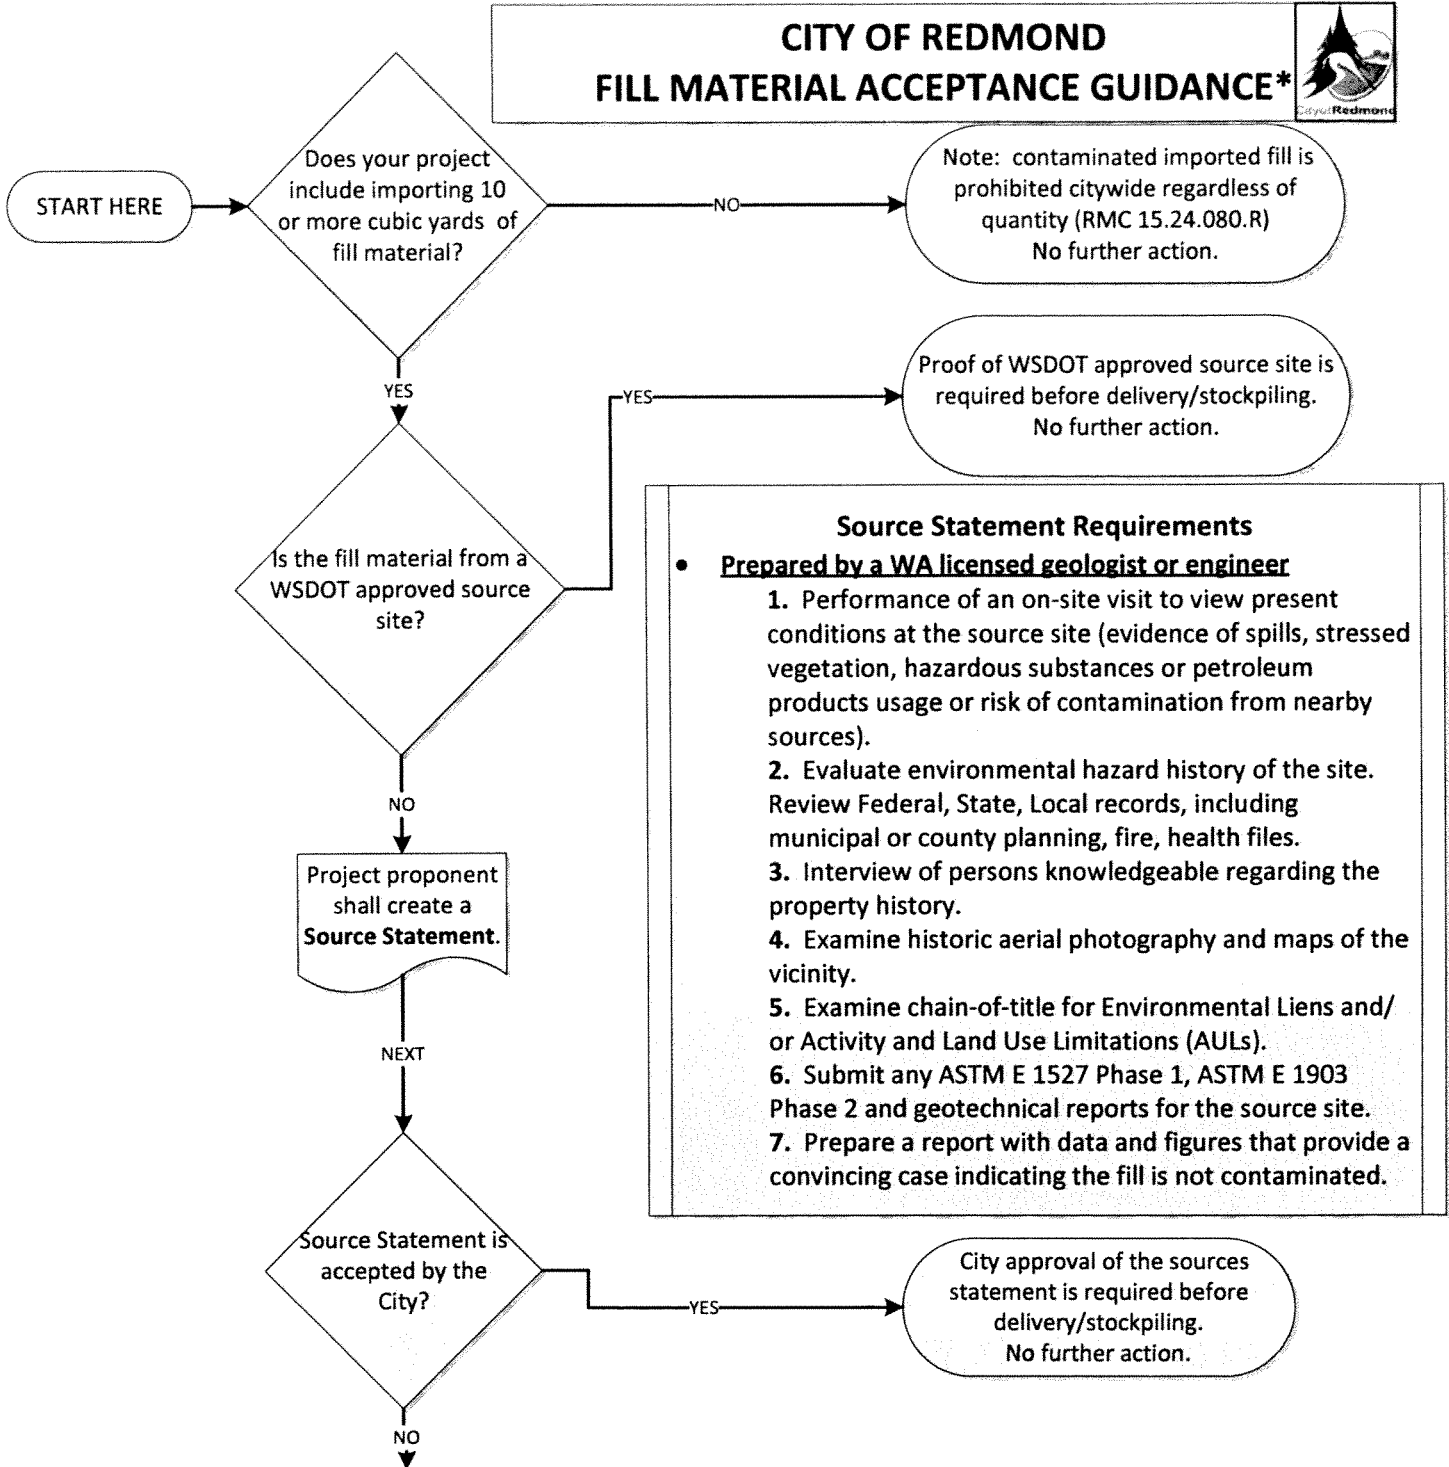 CITY OF REDMOND
FILL MATERIAL ACCEPTANCE GUIDANCE*
CityofRedmond
START HERE
Does your project
include importing 10
or more cubic yards of
fill material?
NO
Note: contaminated imported fill is
prohibited citywide regardless of
quantity (RMC 15.24.080.R)
No further action.
YES
Is the fill material from a
WSDOT approved source
site?
YES
Proof of WSDOT approved source site is
required before delivery/stockpiling.
No further action.
NO
Project proponent
shall create a
Source Statement.
NEXT
Source Statement Requirements
• Prepared by a WA licensed geologist or engineer
1. Performance of an on-site visit to view present
conditions at the source site (evidence of spills, stressed
vegetation, hazardous substances or petroleum
products usage or risk of contamination from nearby
sources).
2. Evaluate environmental hazard history of the site.
Review Federal, State, Local records, including
municipal or county planning, fire, health files.
3. Interview of persons knowledgeable regarding the
property history.
4. Examine historic aerial photography and maps of the
vicinity.
5. Examine chain-of-title for Environmental Liens and/
or Activity and Land Use Limitations (AULs).
6. Submit any ASTM E 1527 Phase 1, ASTM E 1903
Phase 2 and geotechnical reports for the source site.
7. Prepare a report with data and figures that provide a
convincing case indicating the fill is not contaminated.
Source Statement is
accepted by the
City?
YES
City approval of the sources
statement is required before
delivery/stockpiling.
No further action.
NO